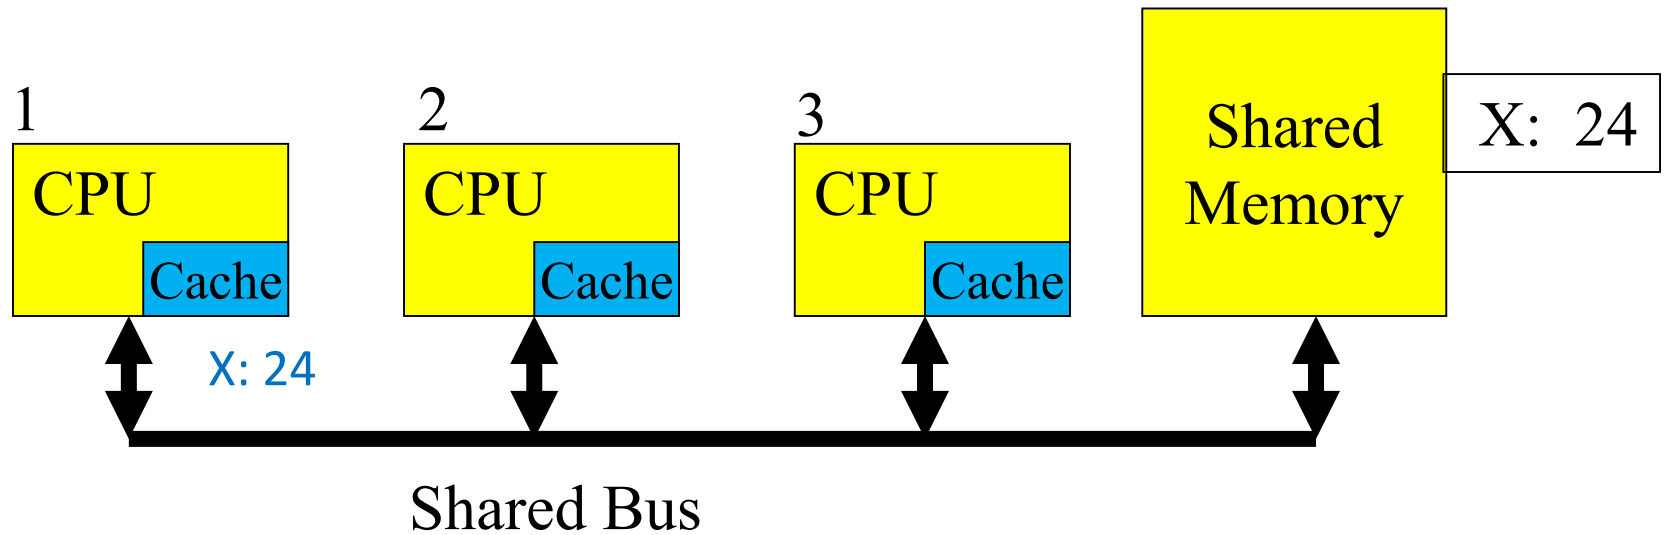 1
2
3
CPU
CPU
CPU
Cache
Cache
Cache
Shared
Memory
X: 24
X: 24
Shared Bus